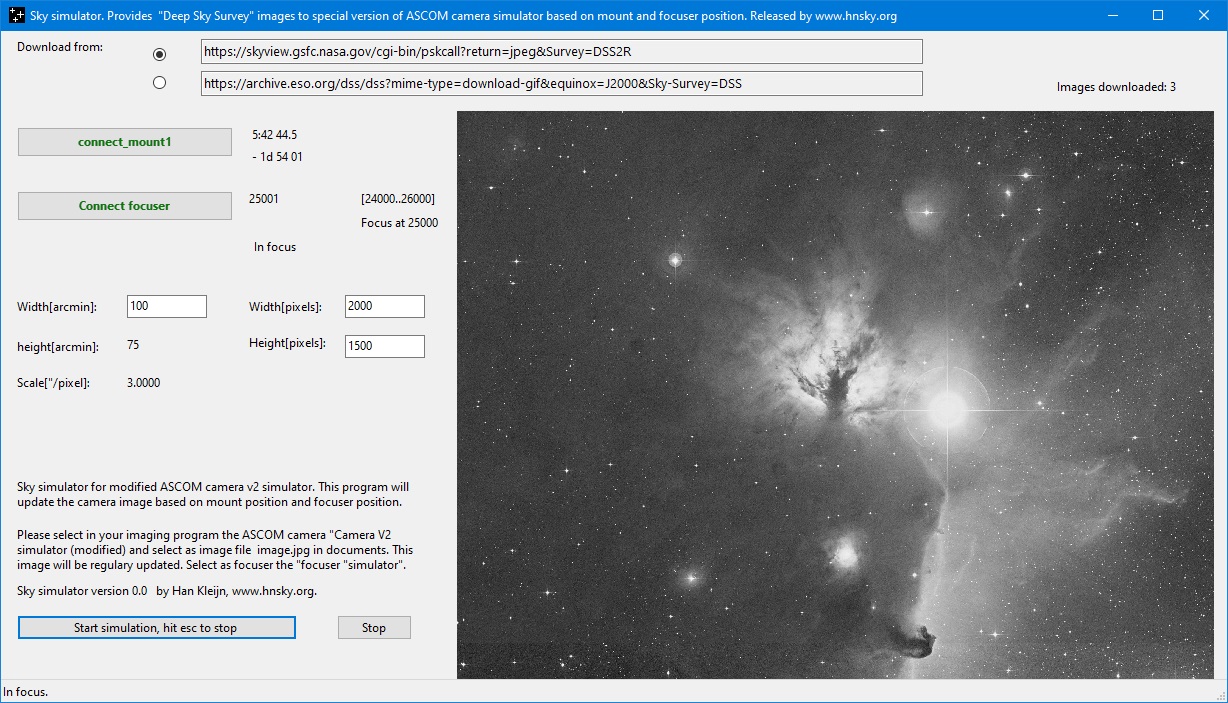 Sky simulator. Provides  "Deep Sky Survey" images to special version of ASCOM camera simulator based on mount and focuser position. Released by www.hnsky.org
Download from:
https://skyview.gsfc.nasa.gov/cgi-bin/pskcall?return=jpeg&Survey=DSS2R
https://archive.eso.org/dss/dss?mime-type=download-gif&equinox=J2000&Sky-Survey=DSS
Images downloaded: 3
connect_mount1
5:42 44.5
- 1d 54 01
Connect focuser
25001
[24000..26000]
Focus at 25000
In focus
Width[arcmin]:
100
Width[pixels]:
2000
height[arcmin]:
75
Height[pixels]:
1500
Scale["/pixel]:
3.0000
Sky simulator for modified ASCOM camera v2 simulator. This program will
update the camera image based on mount position and focuser position.
Please select in your imaging program the ASCOM camera "Camera V2
simulator (modified) and select as image file  image.jpg in documents. This
image will be regulary updated. Select as focuser the "focuser "simulator".
Sky simulator version 0.0   by Han Kleijn, www.hnsky.org.
Start simulation, hit esc to stop
Stop
In focus.